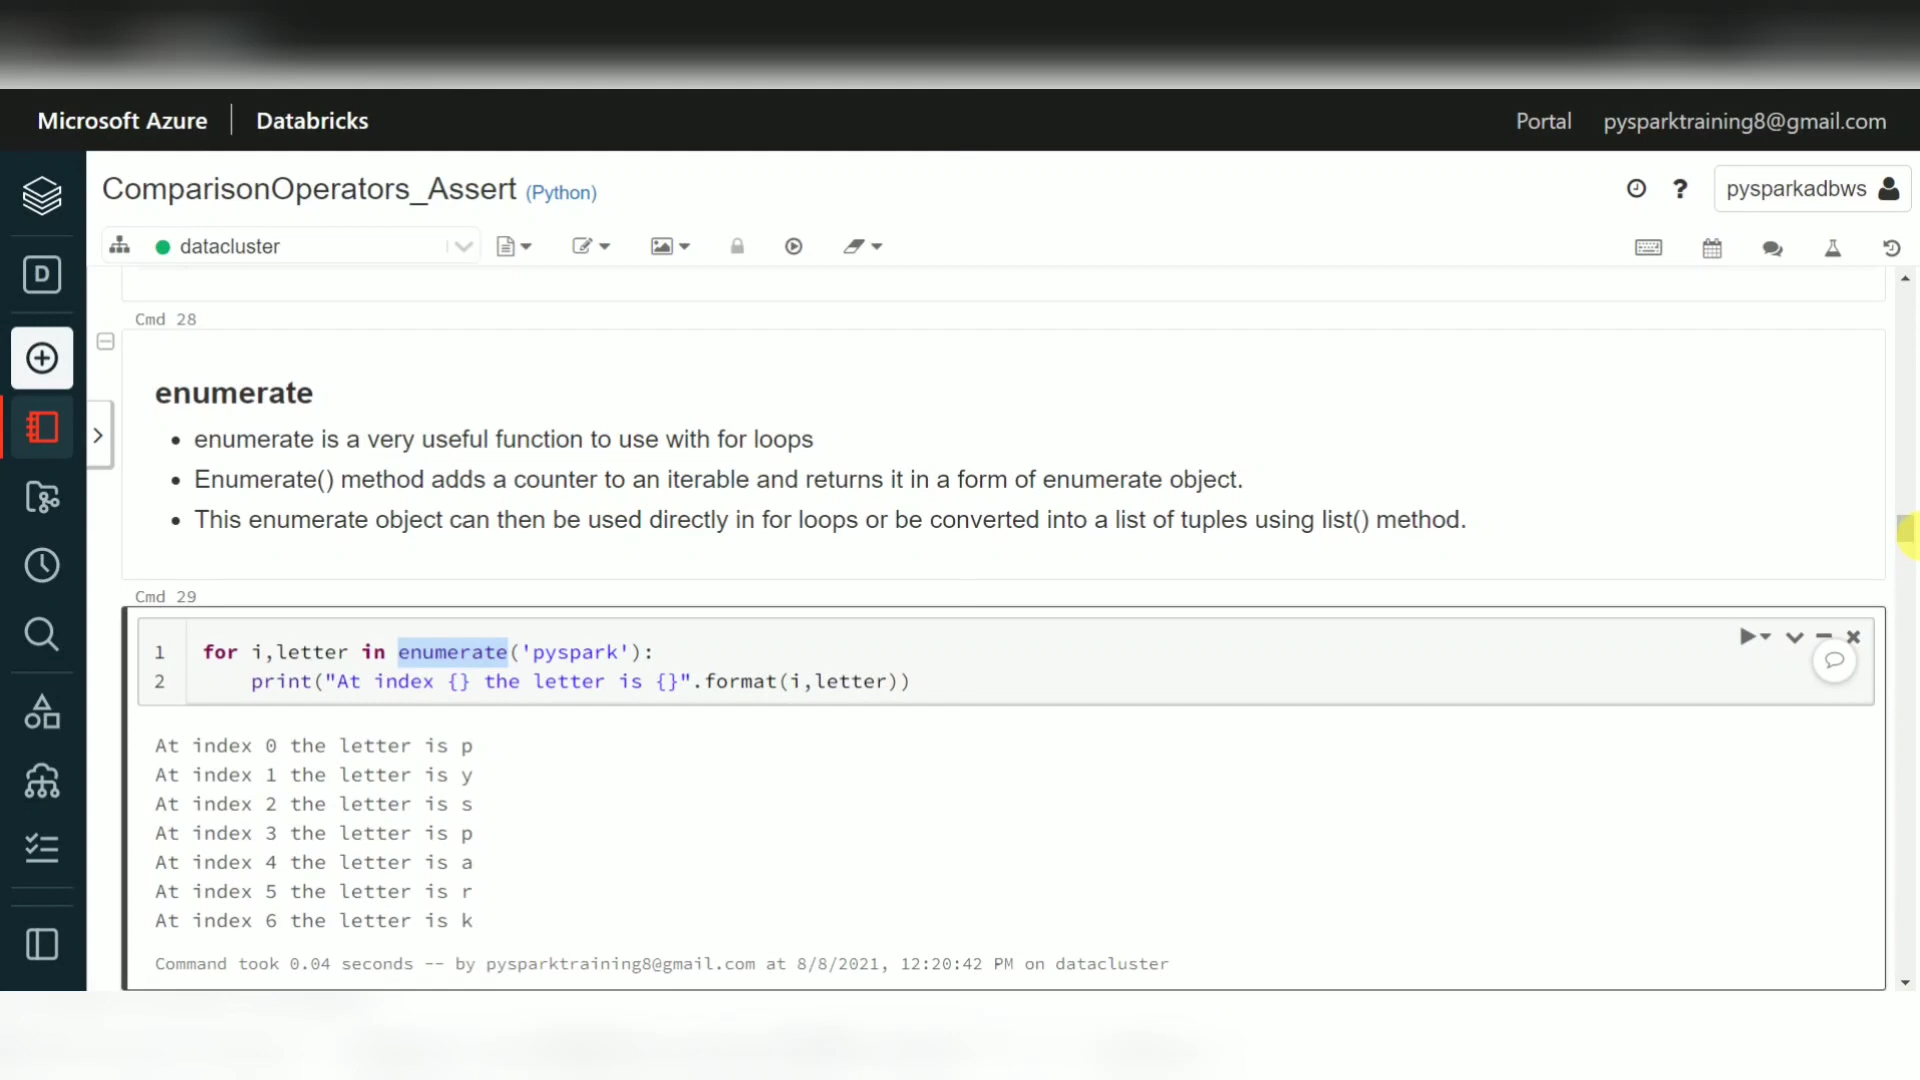 Microsoft Azure | Databricks
Portal pysparktraining8@gmail.com
ComparisonOperators_Assert (Python)
? pysparkadbws
datacluster
D
Cmd 28
enumerate
• enumerate is a very useful function to use with for loops
• Enumerate() method adds a counter to an iterable and returns it in a form of enumerate object.
• This enumerate object can then be used directly in for loops or be converted into a list of tuples using list() method.
Cmd 29
1 for i,letter in enumerate('pyspark'):
2 print("At index {} the letter is {}".format(i,letter))
At index 0 the letter is p
At index 1 the letter is y
At index 2 the letter is s
At index 3 the letter is p
At index 4 the letter is a
At index 5 the letter is r
At index 6 the letter is k
Command took 0.04 seconds -- by pysparktraining8@gmail.com at 8/8/2021, 12:20:42 PM on datacluster